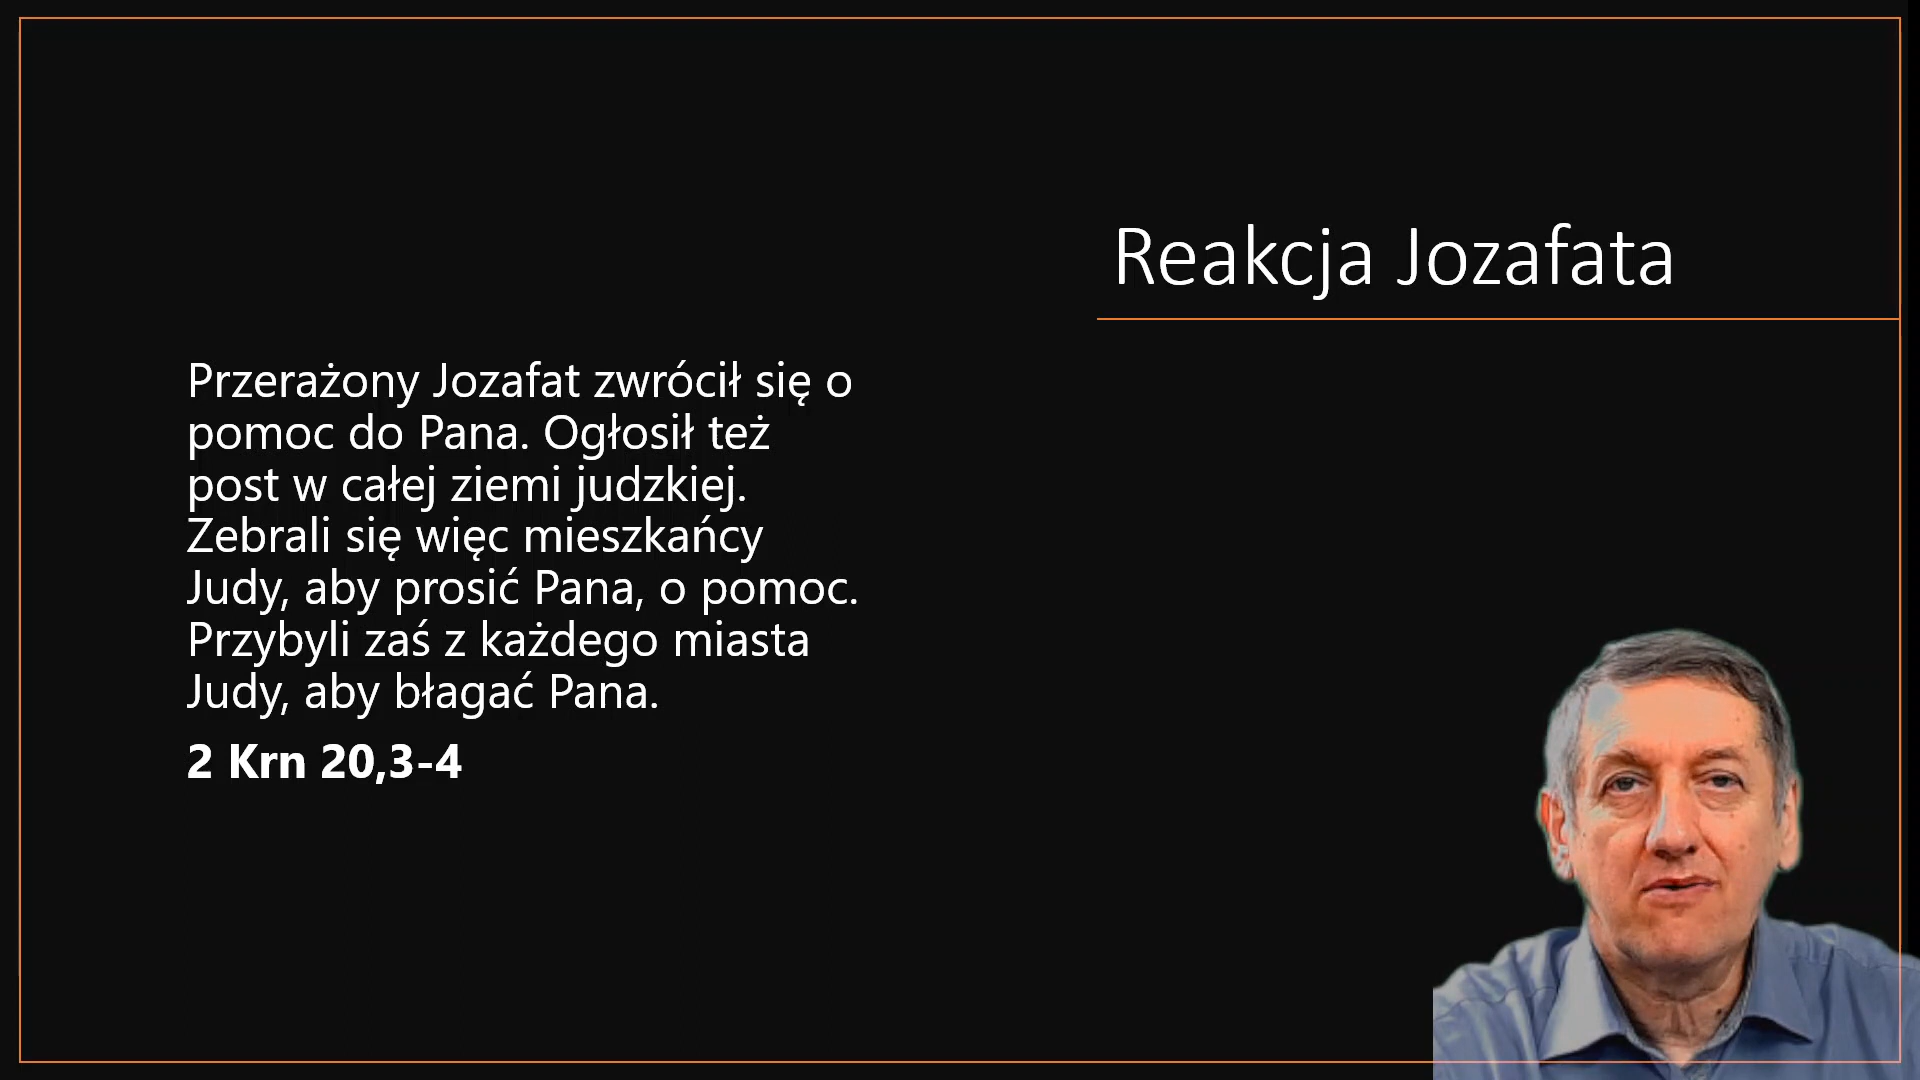 Reakcja Jozafata
Przerażony Jozafat zwrócił się o
pomoc do Pana. Ogłosił też
post w całej ziemi judzkiej.
Zebrali się więc mieszkańcy
Judy, aby prosić Pana, o pomoc.
Przybyli zaś z każdego miasta
Judy, aby błagać Pana.
2 Krn 20,3-4